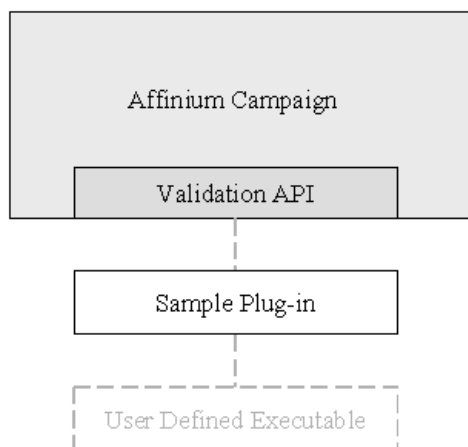 Affinium Campaign
Validation API
Sample Plug-in
User Defined Executable